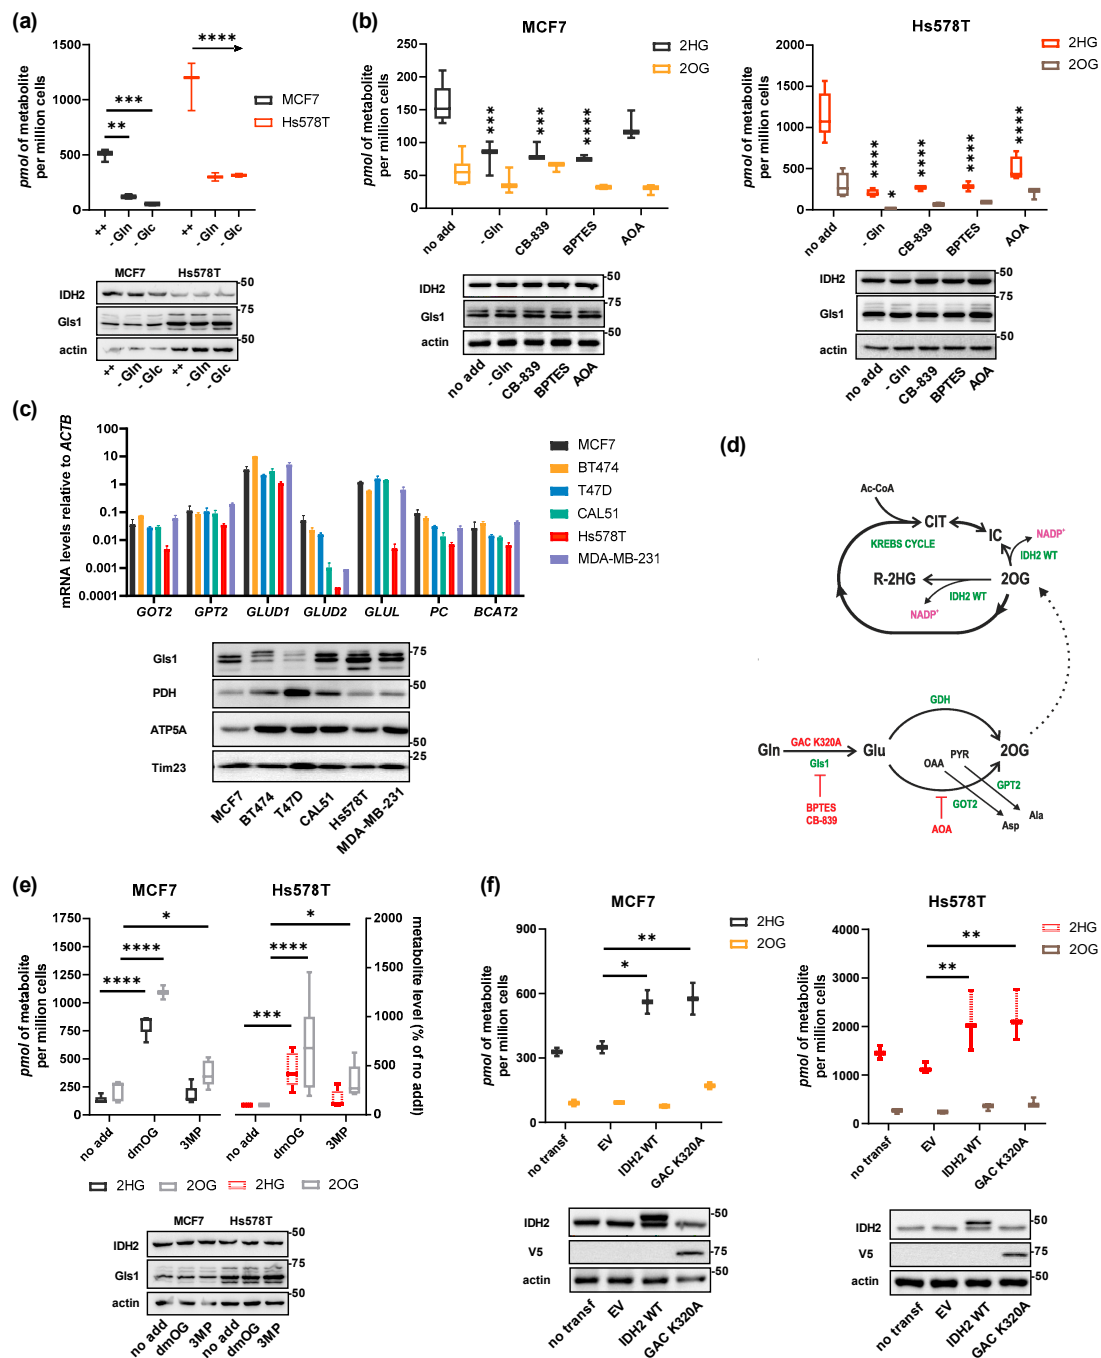 (a)
1500
1000
500
0
pmol of metabolite
per million cells
****
***
**
MCF7
Hs578T
++
- Gln
- Glc
++
- Gln
- Glc
MCF7
Hs578T
IDH2
Gls1
actin
50
75
50
++
- Gln
- Glc
++
- Gln
- Glc
(b)
MCF7
250
200
150
100
50
0
pmol of metabolite
per million cells
2HG
2OG
***
***
****
no add
- Gln
CB-839
BPTES
AOA
IDH2
Gls1
actin
50
75
50
no add
- Gln
CB-839
BPTES
AOA
Hs578T
2000
1500
1000
500
0
pmol of metabolite
per million cells
2HG
2OG
****
*
****
****
****
no add
- Gln
CB-839
BPTES
AOA
IDH2
Gls1
actin
50
75
50
no add
- Gln
CB-839
BPTES
AOA
(c)
mRNA levels relative to ACTB
100
10
1
0.1
0.01
0.001
0.0001
GOT2
GPT2
GLUD1
GLUD2
GLUL
PC
BCAT2
MCF7
BT474
T47D
CAL51
Hs578T
MDA-MB-231
Gls1
PDH
ATP5A
Tim23
75
50
50
25
MCF7
BT474
T47D
CAL51
Hs578T
MDA-MB-231
(d)
Ac-CoA
CIT
IC
KREBS CYCLE
NADP+
IDH2 WT
R-2HG
2OG
IDH2 WT
NADP+
GDH
Gln
GAC K320A
Gls1
Glu
2OG
OAA
PYR
GPT2
GOT2
Ala
Asp
BPTES
CB-839
AOA
(e)
MCF7
Hs578T
1750
1500
1250
1000
750
500
250
0
pmol of metabolite
per million cells
*
****
****
*
****
***
2000
1500
1000
500
0
metabolite level (% of no addl)
no add
dmOG
3MP
no add
dmOG
3MP
2HG
2OG
2HG
2OG
MCF7
Hs578T
IDH2
Gls1
actin
50
75
50
no add
dmOG
3MP
no add
dmOG
3MP
(f)
MCF7
900
600
300
0
pmol of metabolite
per million cells
2HG
2OG
**
*
no transf
EV
IDH2 WT
GAC K320A
IDH2
V5
actin
50
75
50
no transf
EV
IDH2 WT
GAC K320A
Hs578T
4000
3000
2000
1000
0
pmol of metabolite
per million cells
2HG
2OG
**
**
no transf
EV
IDH2 WT
GAC K320A
IDH2
V5
actin
50
75
50
no transf
EV
IDH2 WT
GAC K320A